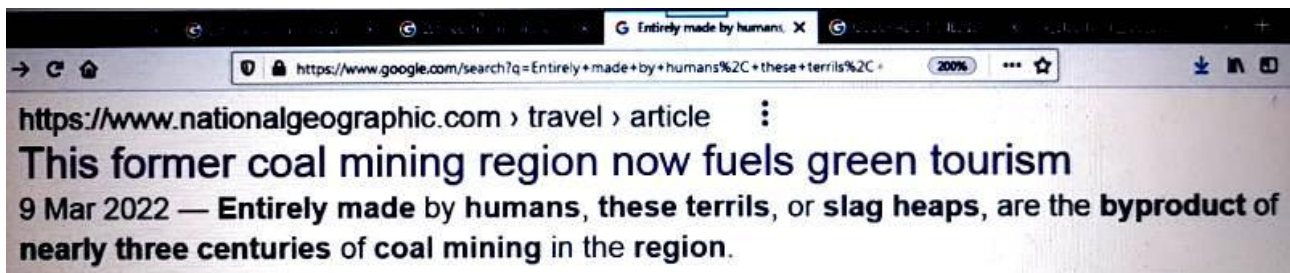 Entirely made by humans,
https://www.google.com/search?q=Entirely+made+by+humans%2C+these+terrils%2C+
200%
https://www.nationalgeographic.com › travel › article
This former coal mining region now fuels green tourism
9 Mar 2022 — Entirely made by humans, these terrils, or slag heaps, are the byproduct of
nearly three centuries of coal mining in the region.